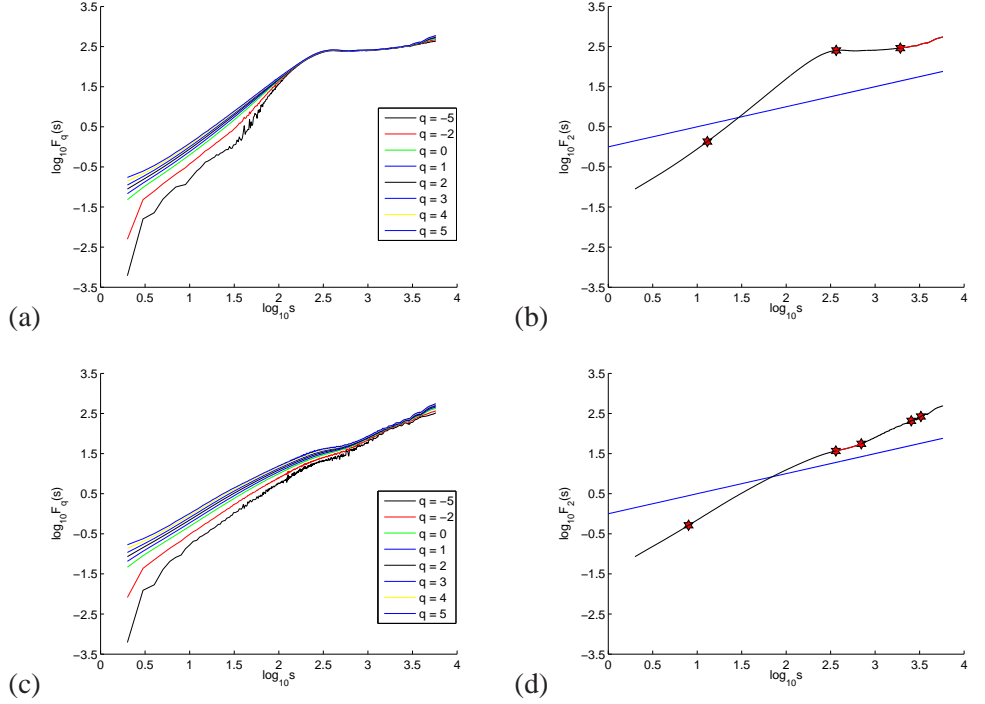 3.5
2.5
1.5
0.5
−0.5
−1.5
−2.5
−3.5
log10Fq(s)
0 0.5 1 1.5 2 2.5 3 3.5 4
log10s
q = −5
q = −2
q = 0
q = 1
q = 2
q = 3
q = 4
q = 5
(a)
3.5
2.5
1.5
0.5
−0.5
−1.5
−2.5
−3.5
log10F2(s)
0 0.5 1 1.5 2 2.5 3 3.5 4
log10s
(b)
3.5
2.5
1.5
0.5
−0.5
−1.5
−2.5
−3.5
log10Fq(s)
0 0.5 1 1.5 2 2.5 3 3.5 4
log10s
q = −5
q = −2
q = 0
q = 1
q = 2
q = 3
q = 4
q = 5
(c)
3.5
2.5
1.5
0.5
−0.5
−1.5
−2.5
−3.5
log10F2(s)
0 0.5 1 1.5 2 2.5 3 3.5 4
log10s
(d)